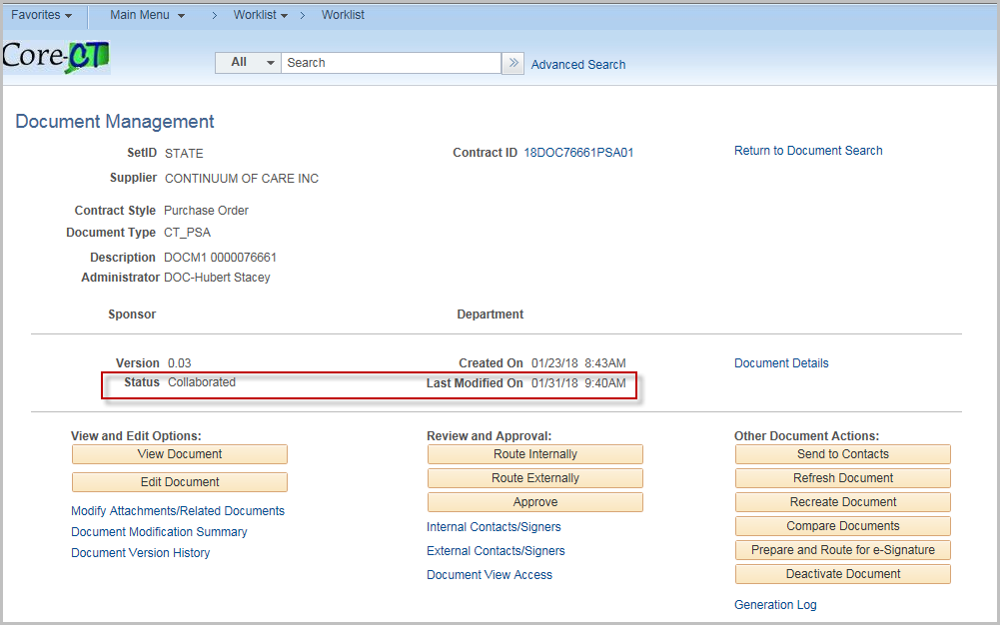 Favorites Main Menu > Worklist > Worklist
Core-CT
All Search » Advanced Search
Document Management
SetID STATE Contract ID 18DOC76661PSA01 Return to Document Search
Supplier CONTINUUM OF CARE INC
Contract Style Purchase Order
Document Type CT_PSA
Description DOCM1 0000076661
Administrator DOC-Hubert Stacey
Sponsor Department
Version 0.03 Created On 01/23/18 8:43AM Document Details
Status Collaborated Last Modified On 01/31/18 9:40AM
View and Edit Options: Review and Approval: Other Document Actions:
View Document Route Internally Send to Contacts
Edit Document Route Externally Refresh Document
Approve Recreate Document
Modify Attachments/Related Documents Internal Contacts/Signers Compare Documents
Document Modification Summary External Contacts/Signers Prepare and Route for e-Signature
Document Version History Document View Access Deactivate Document
Generation Log